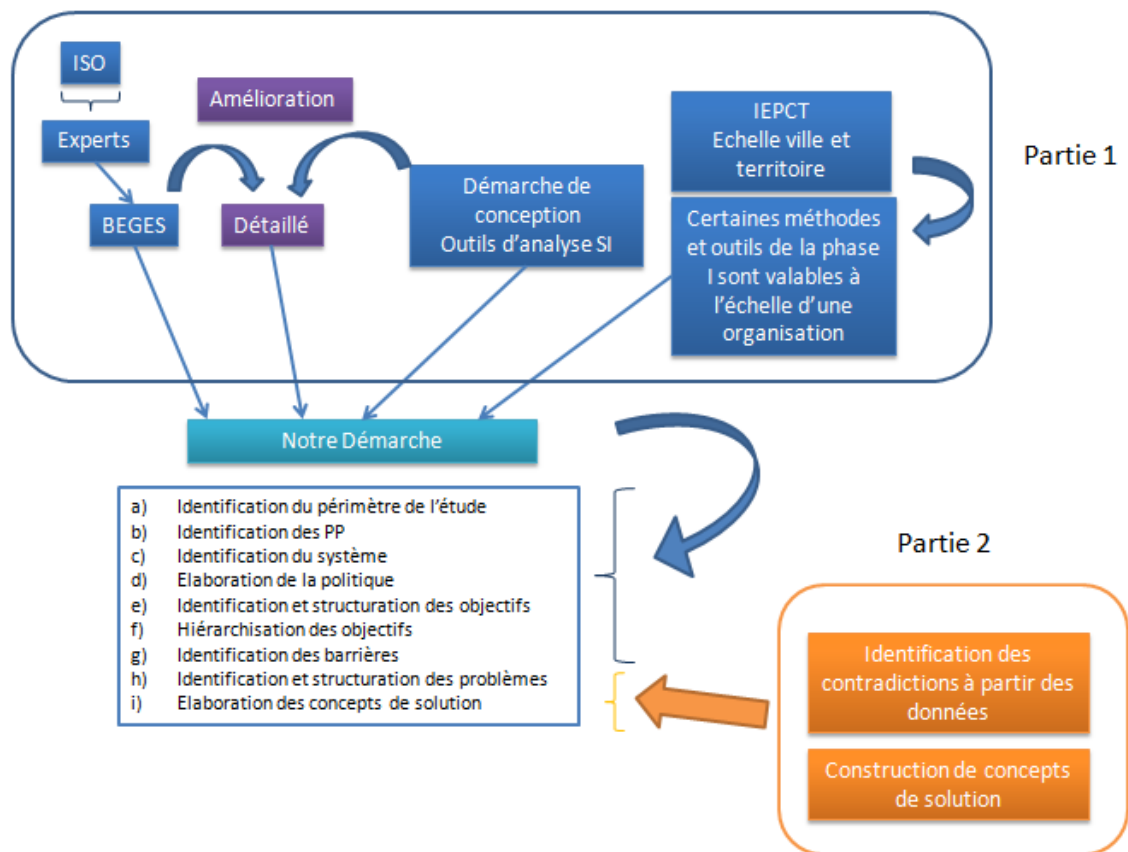 ISO
Experts
BEGES
Amélioration
Détaillé
Démarche de
conception
Outils d'analyse SI
IEPCT
Echelle ville et
territoire
Certaines méthodes
et outils de la phase
I sont valables à
l'échelle d'une
organisation
Partie 1
Notre Démarche
a) Identification du périmètre de l'étude
b) Identification des PP
c) Identification du système
d) Elaboration de la politique
e) Identification et structuration des objectifs
f) Hiérarchisation des objectifs
g) Identification des barrières
h) Identification et structuration des problèmes
i) Elaboration des concepts de solution
Partie 2
Identification des
contradictions à partir des
données
Construction de concepts
de solution